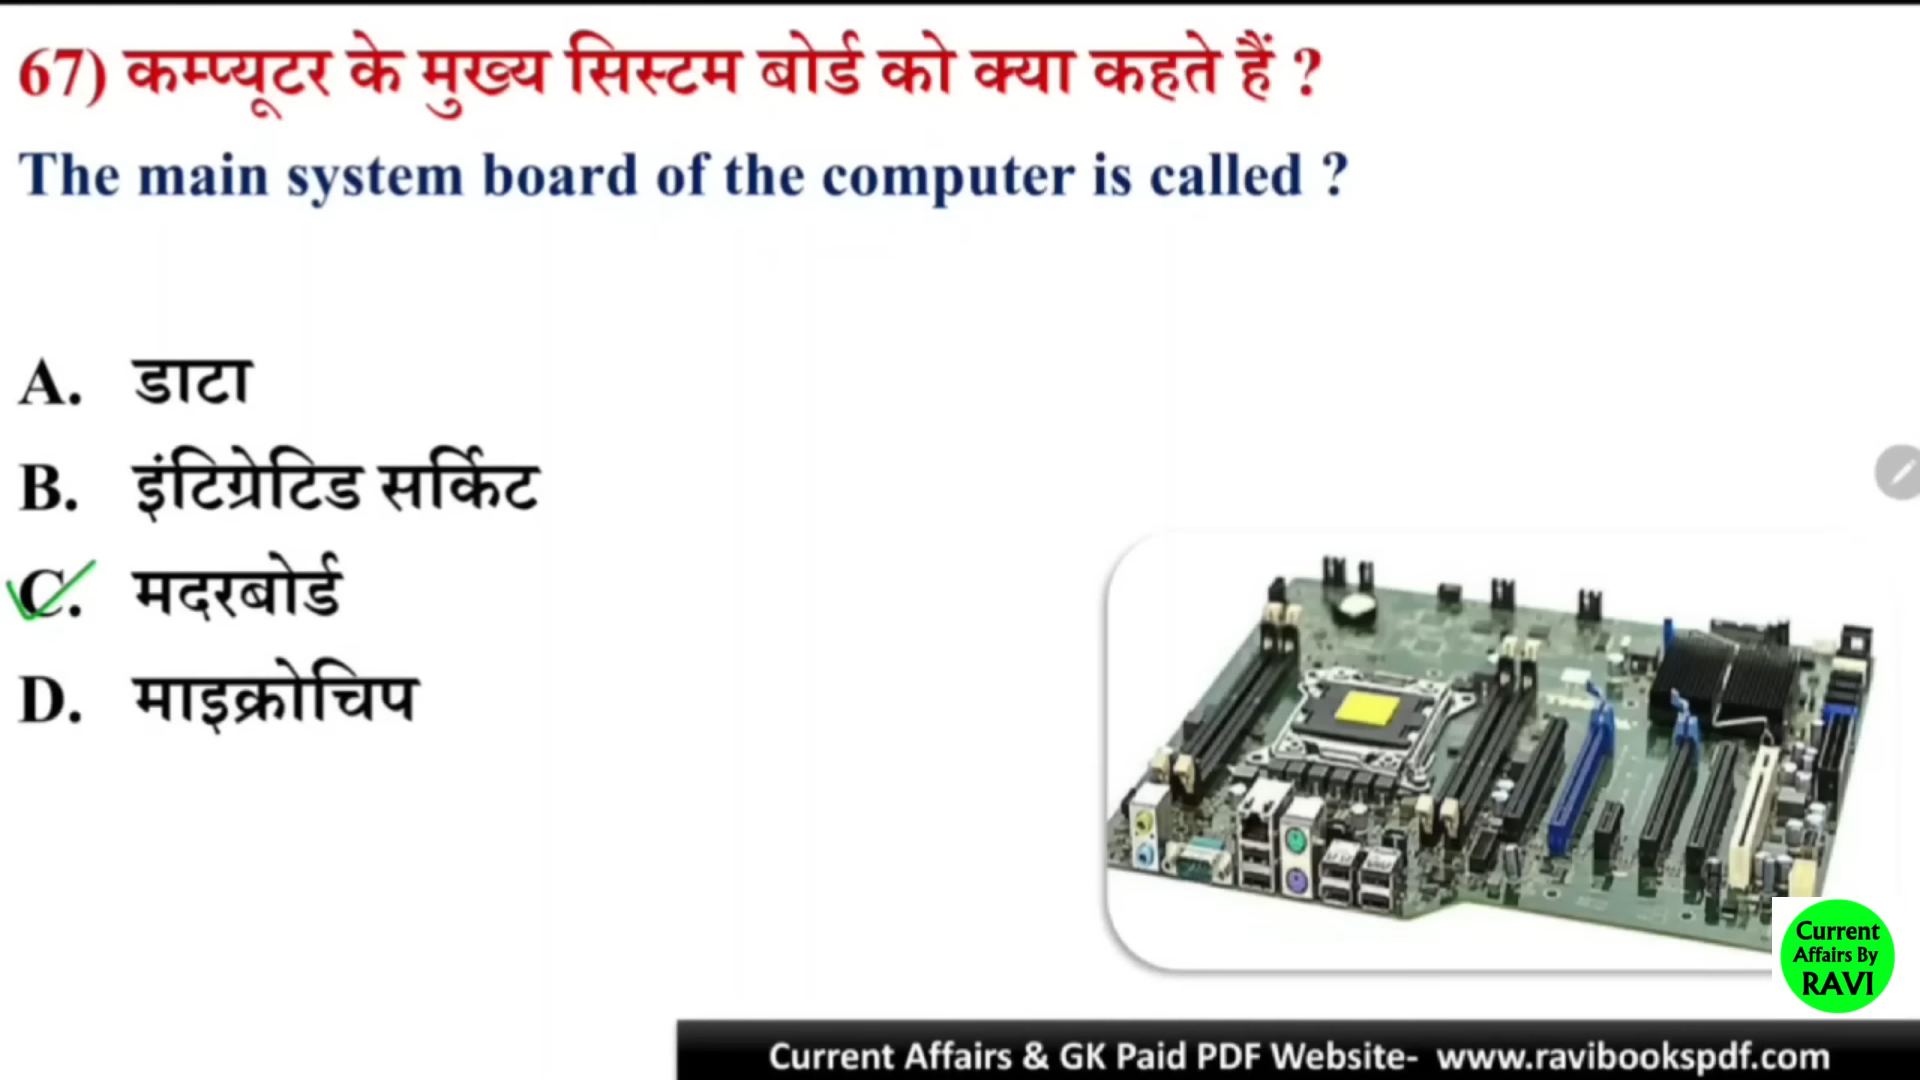 67) कम्प्यूटर के मुख्य सिस्टम बोर्ड को क्या कहते हैं ?
The main system board of the computer is called ?
A. डाटा
B. इंटिग्रेटिड सर्किट
C. मदरबोर्ड
D. माइक्रोचिप
Current
Affairs By
RAVI
Current Affairs & GK Paid PDF Website- www.ravibookspdf.com